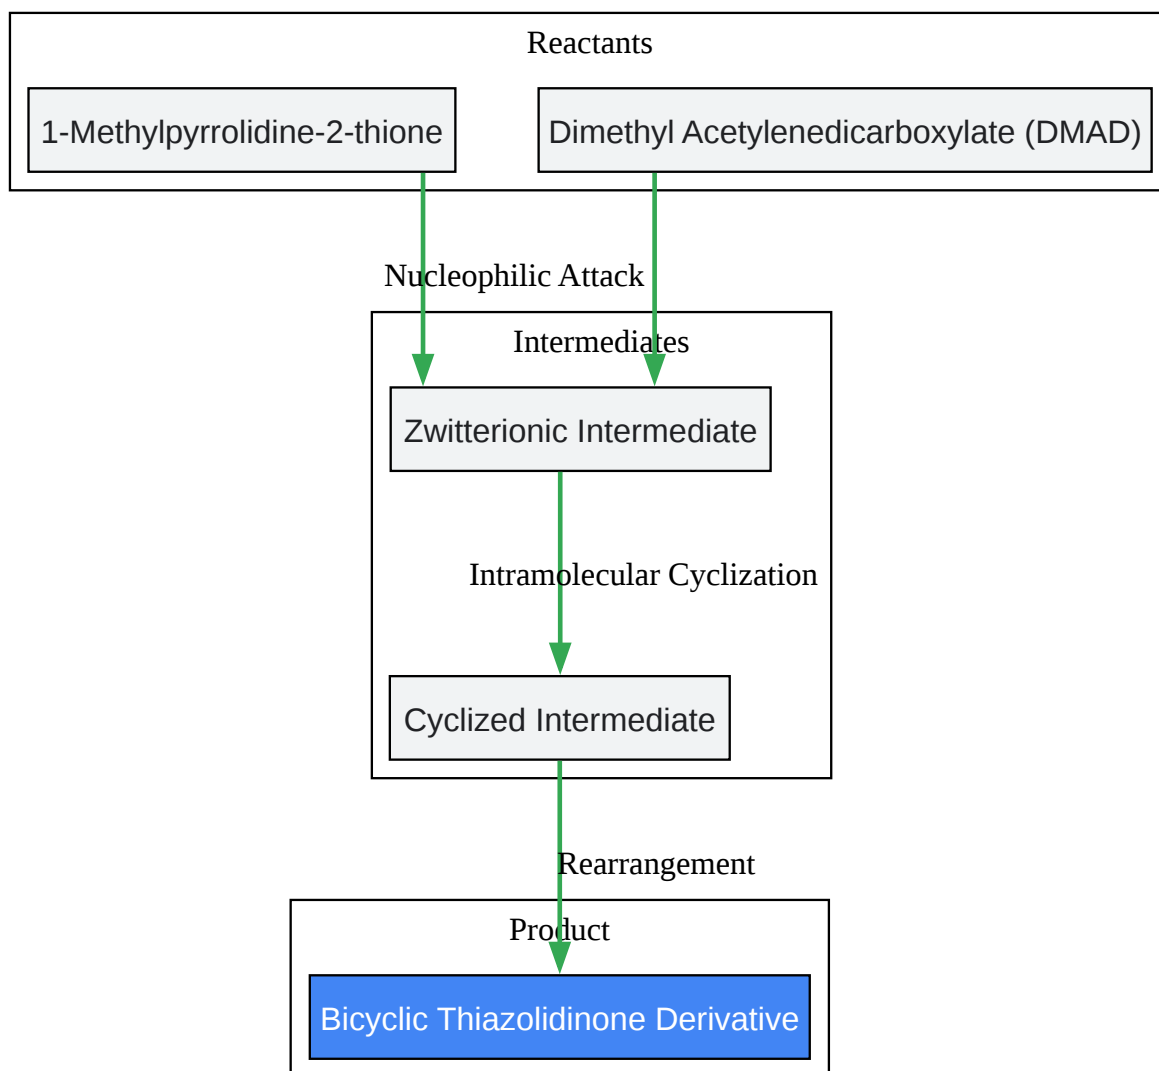 Reactants
1-Methylpyrrolidine-2-thione
Dimethyl Acetylenedicarboxylate (DMAD)
Nucleophilic Attack
Intermediates
Zwitterionic Intermediate
Intramolecular Cyclization
Cyclized Intermediate
Rearrangement
Product
Bicyclic Thiazolidinone Derivative